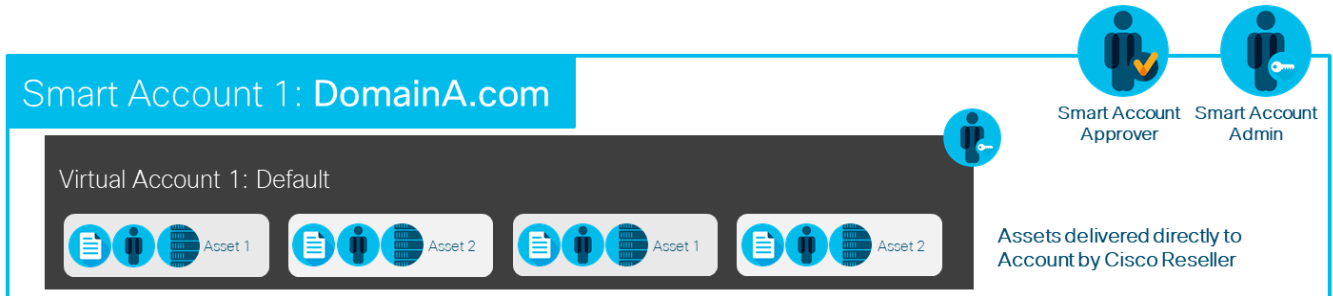 Smart Account 1: DomainA.com
Smart Account
Approver
Smart Account
Admin
Virtual Account 1: Default
Asset 1
Asset 2
Asset 1
Asset 2
Assets delivered directly to
Account by Cisco Reseller